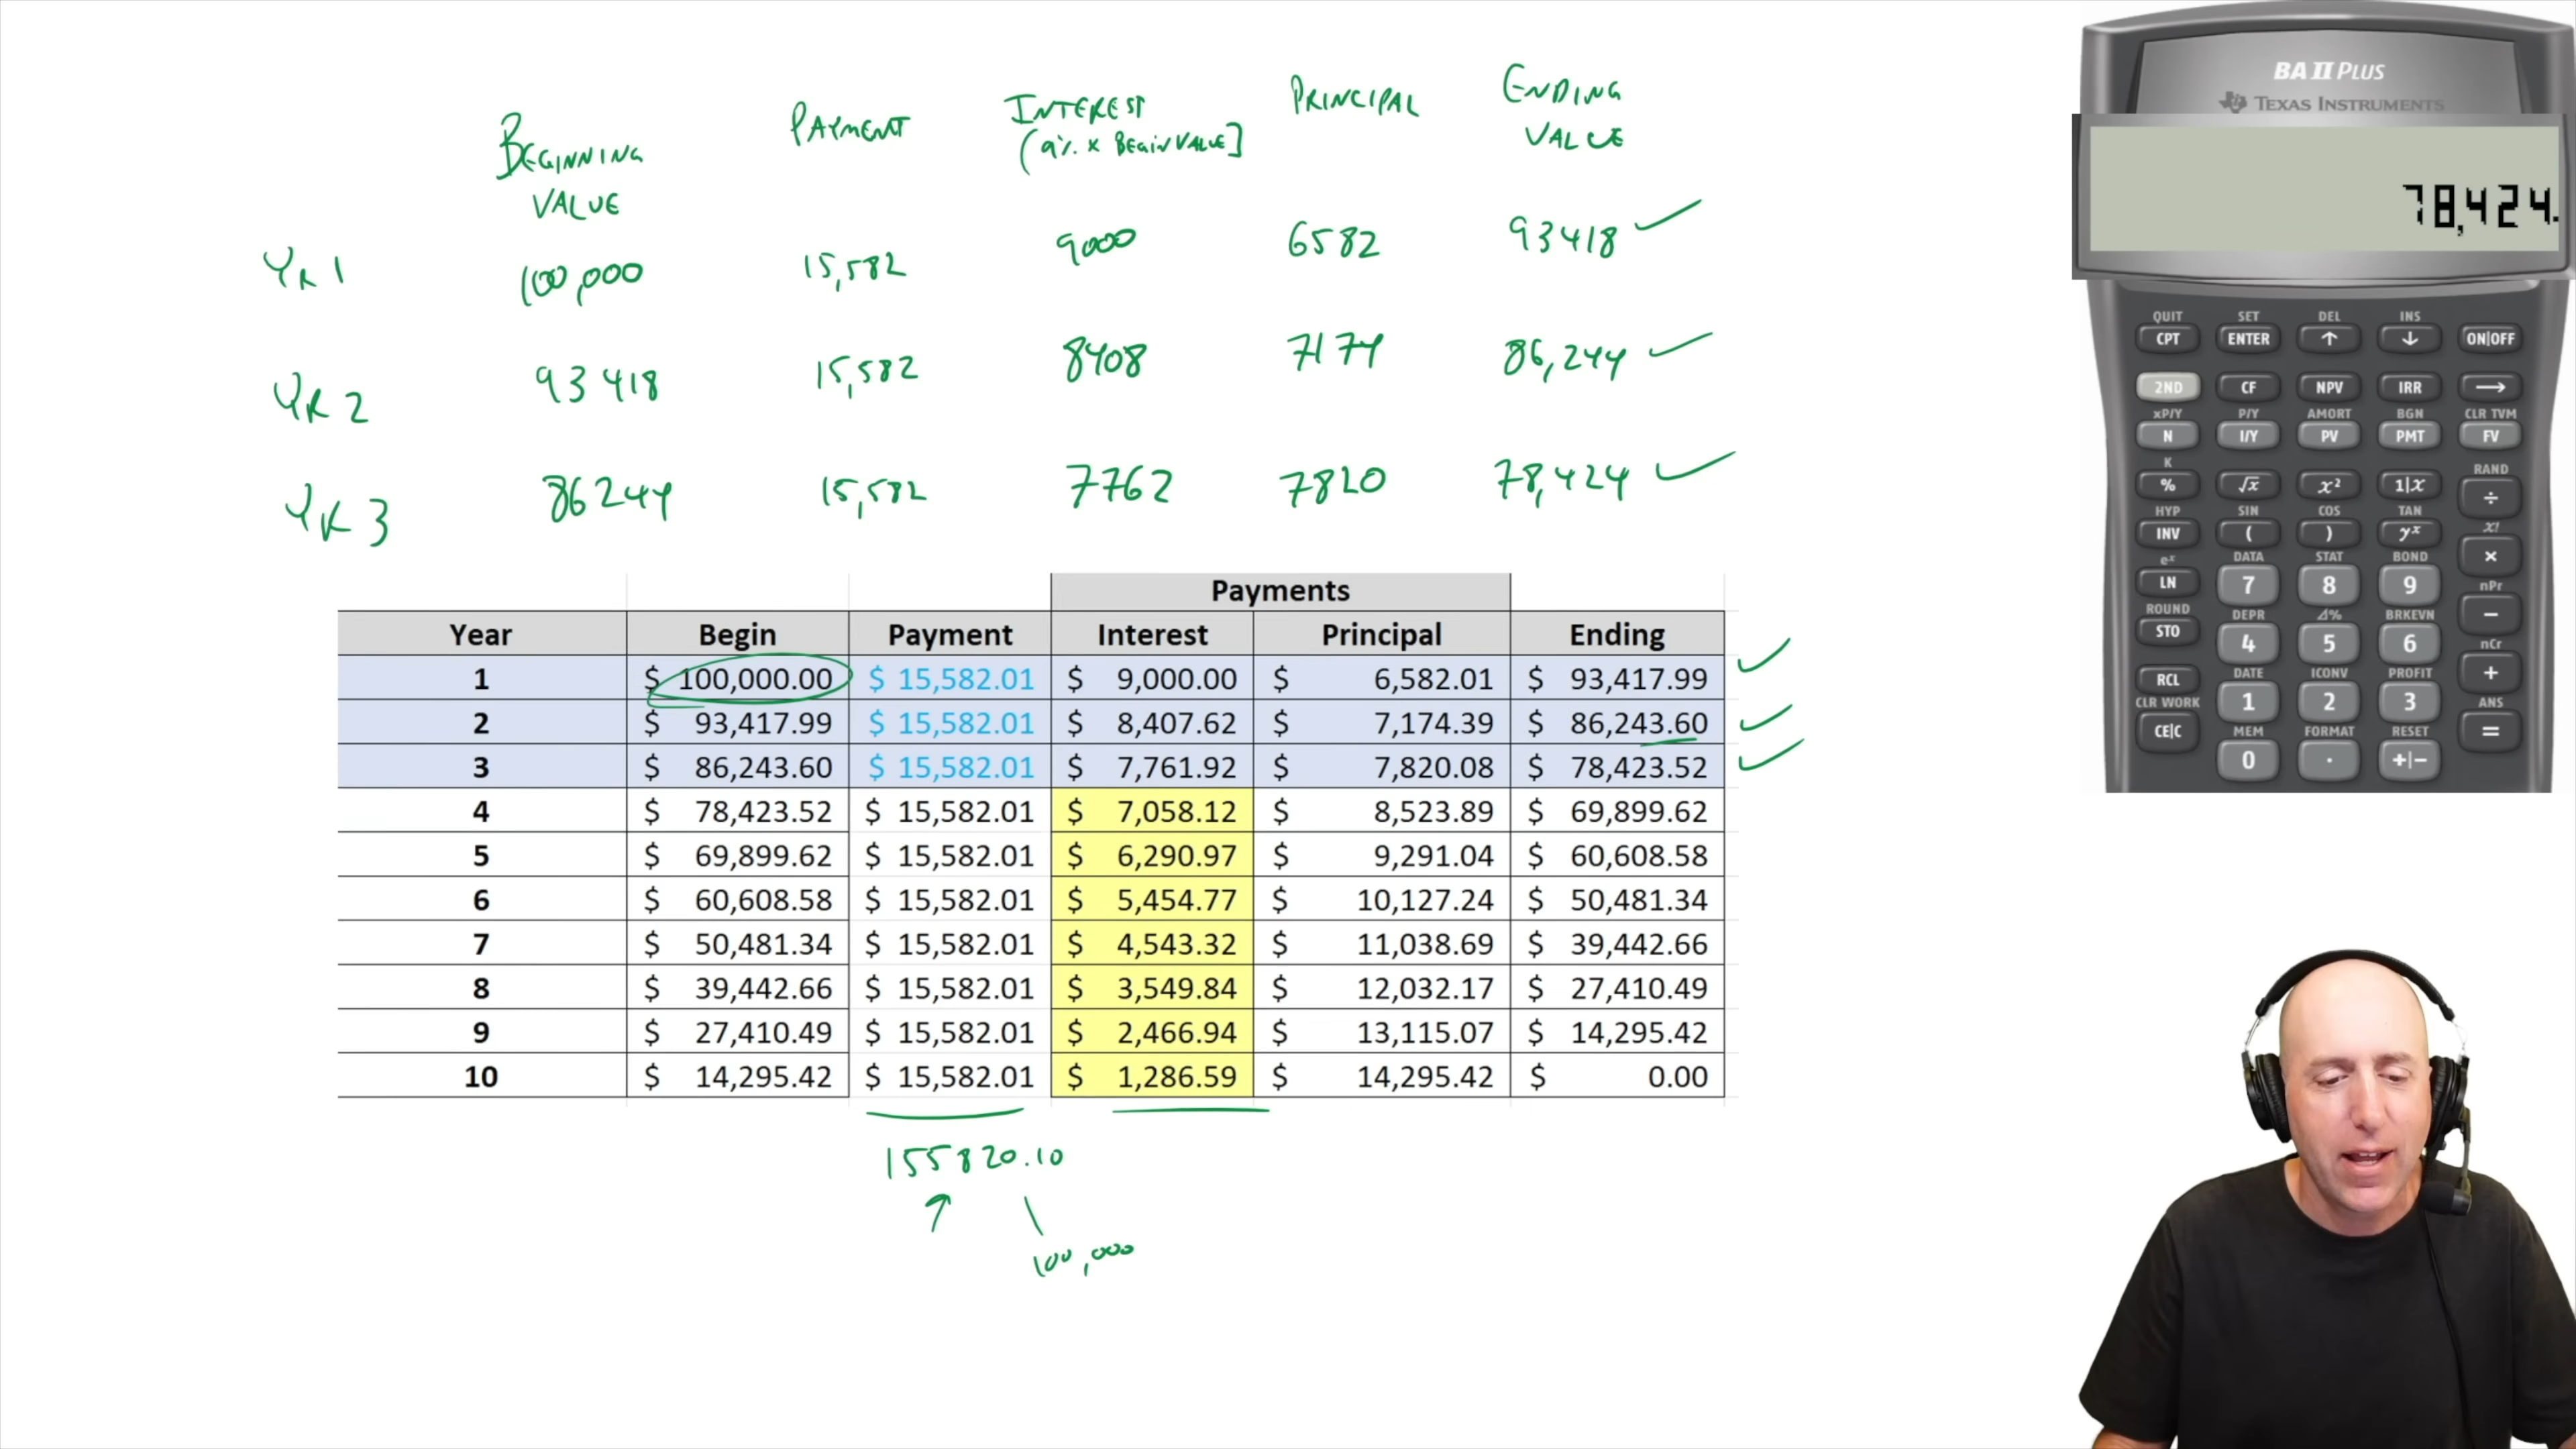 BEGINNING VALUE PAYMENT INTEREST (9% x BEGIN VALUE] PRINCIPAL ENDING VALUE
YR 1 100,000 15,582 9000 6582 93418
YR 2 93418 15,582 8408 7174 86,244
YR 3 86244 15,582 7762 7820 78,424
Payments
Year Begin Payment Interest Principal Ending
1 $ 100,000.00 $ 15,582.01 $ 9,000.00 $ 6,582.01 $ 93,417.99
2 $ 93,417.99 $ 15,582.01 $ 8,407.62 $ 7,174.39 $ 86,243.60
3 $ 86,243.60 $ 15,582.01 $ 7,761.92 $ 7,820.08 $ 78,423.52
4 $ 78,423.52 $ 15,582.01 $ 7,058.12 $ 8,523.89 $ 69,899.62
5 $ 69,899.62 $ 15,582.01 $ 6,290.97 $ 9,291.04 $ 60,608.58
6 $ 60,608.58 $ 15,582.01 $ 5,454.77 $ 10,127.24 $ 50,481.34
7 $ 50,481.34 $ 15,582.01 $ 4,543.32 $ 11,038.69 $ 39,442.66
8 $ 39,442.66 $ 15,582.01 $ 3,549.84 $ 12,032.17 $ 27,410.49
9 $ 27,410.49 $ 15,582.01 $ 2,466.94 $ 13,115.07 $ 14,295.42
10 $ 14,295.42 $ 15,582.01 $ 1,286.59 $ 14,295.42 $ 0.00
155820.10
100,000
BA II PLUS
TEXAS INSTRUMENTS
78,424.
QUIT SET DEL INS
CPT ENTER ↑ ↓ ON|OFF
2ND CF NPV IRR →
xP/Y P/Y AMORT BGN CLR TVM
N I/Y PV PMT FV
K RAND
% √x x² 1|x ÷
HYP SIN COS TAN x!
INV ( ) yˣ ×
eˣ DATA STAT BOND nPr
LN 7 8 9 −
ROUND DEPR Δ% BRKEVN nCr
STO 4 5 6 +
DATE ICONV PROFIT
RCL 1 2 3
CLR WORK MEM FORMAT RESET ANS
CE|C 0 . +|− =